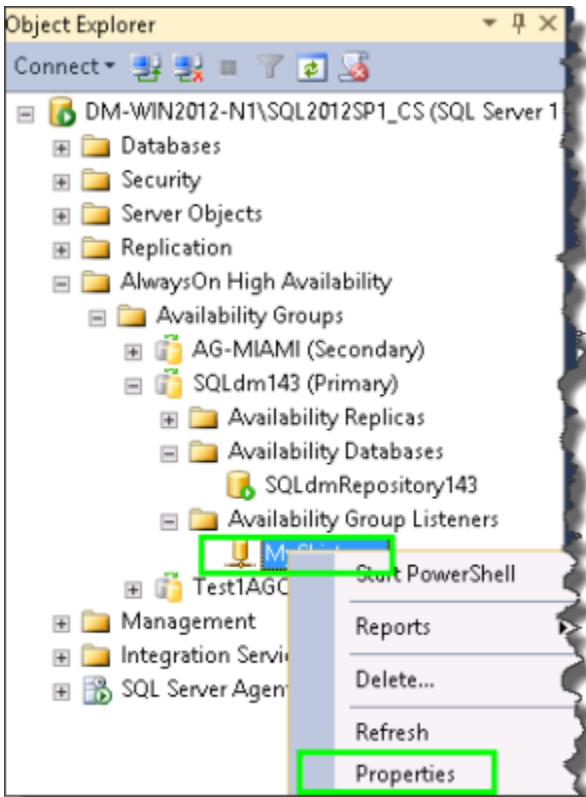 Object Explorer
Connect
DM-WIN2012-N1\SQL2012SP1_CS (SQL Server 1
Databases
Security
Server Objects
Replication
AlwaysOn High Availability
Availability Groups
AG-MIAMI (Secondary)
SQLdm143 (Primary)
Availability Replicas
Availability Databases
SQLdmRepository143
Availability Group Listeners
Start PowerShell
Test1AGC
Management
Reports
Integration Servi
Delete...
SQL Server Agen
Refresh
Properties